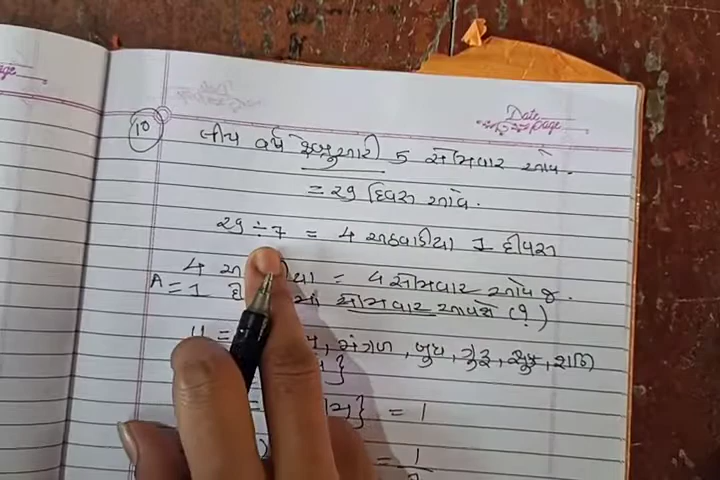 Date
Page
10 લીપ વર્ષ ફેબ્રુઆરી 5 સોમવાર આવે.
= 29 દિવસ આવે.
29 ÷ 7 = 4 અઠવાડીયા 1 દીવસ
4 = 4 સોમવાર આવે જ.
A = 1 સોમવાર આવશે (?)
મંગળ, બુધ, ગુરૂ, શુક્ર, શનિ
} = 1
= 1